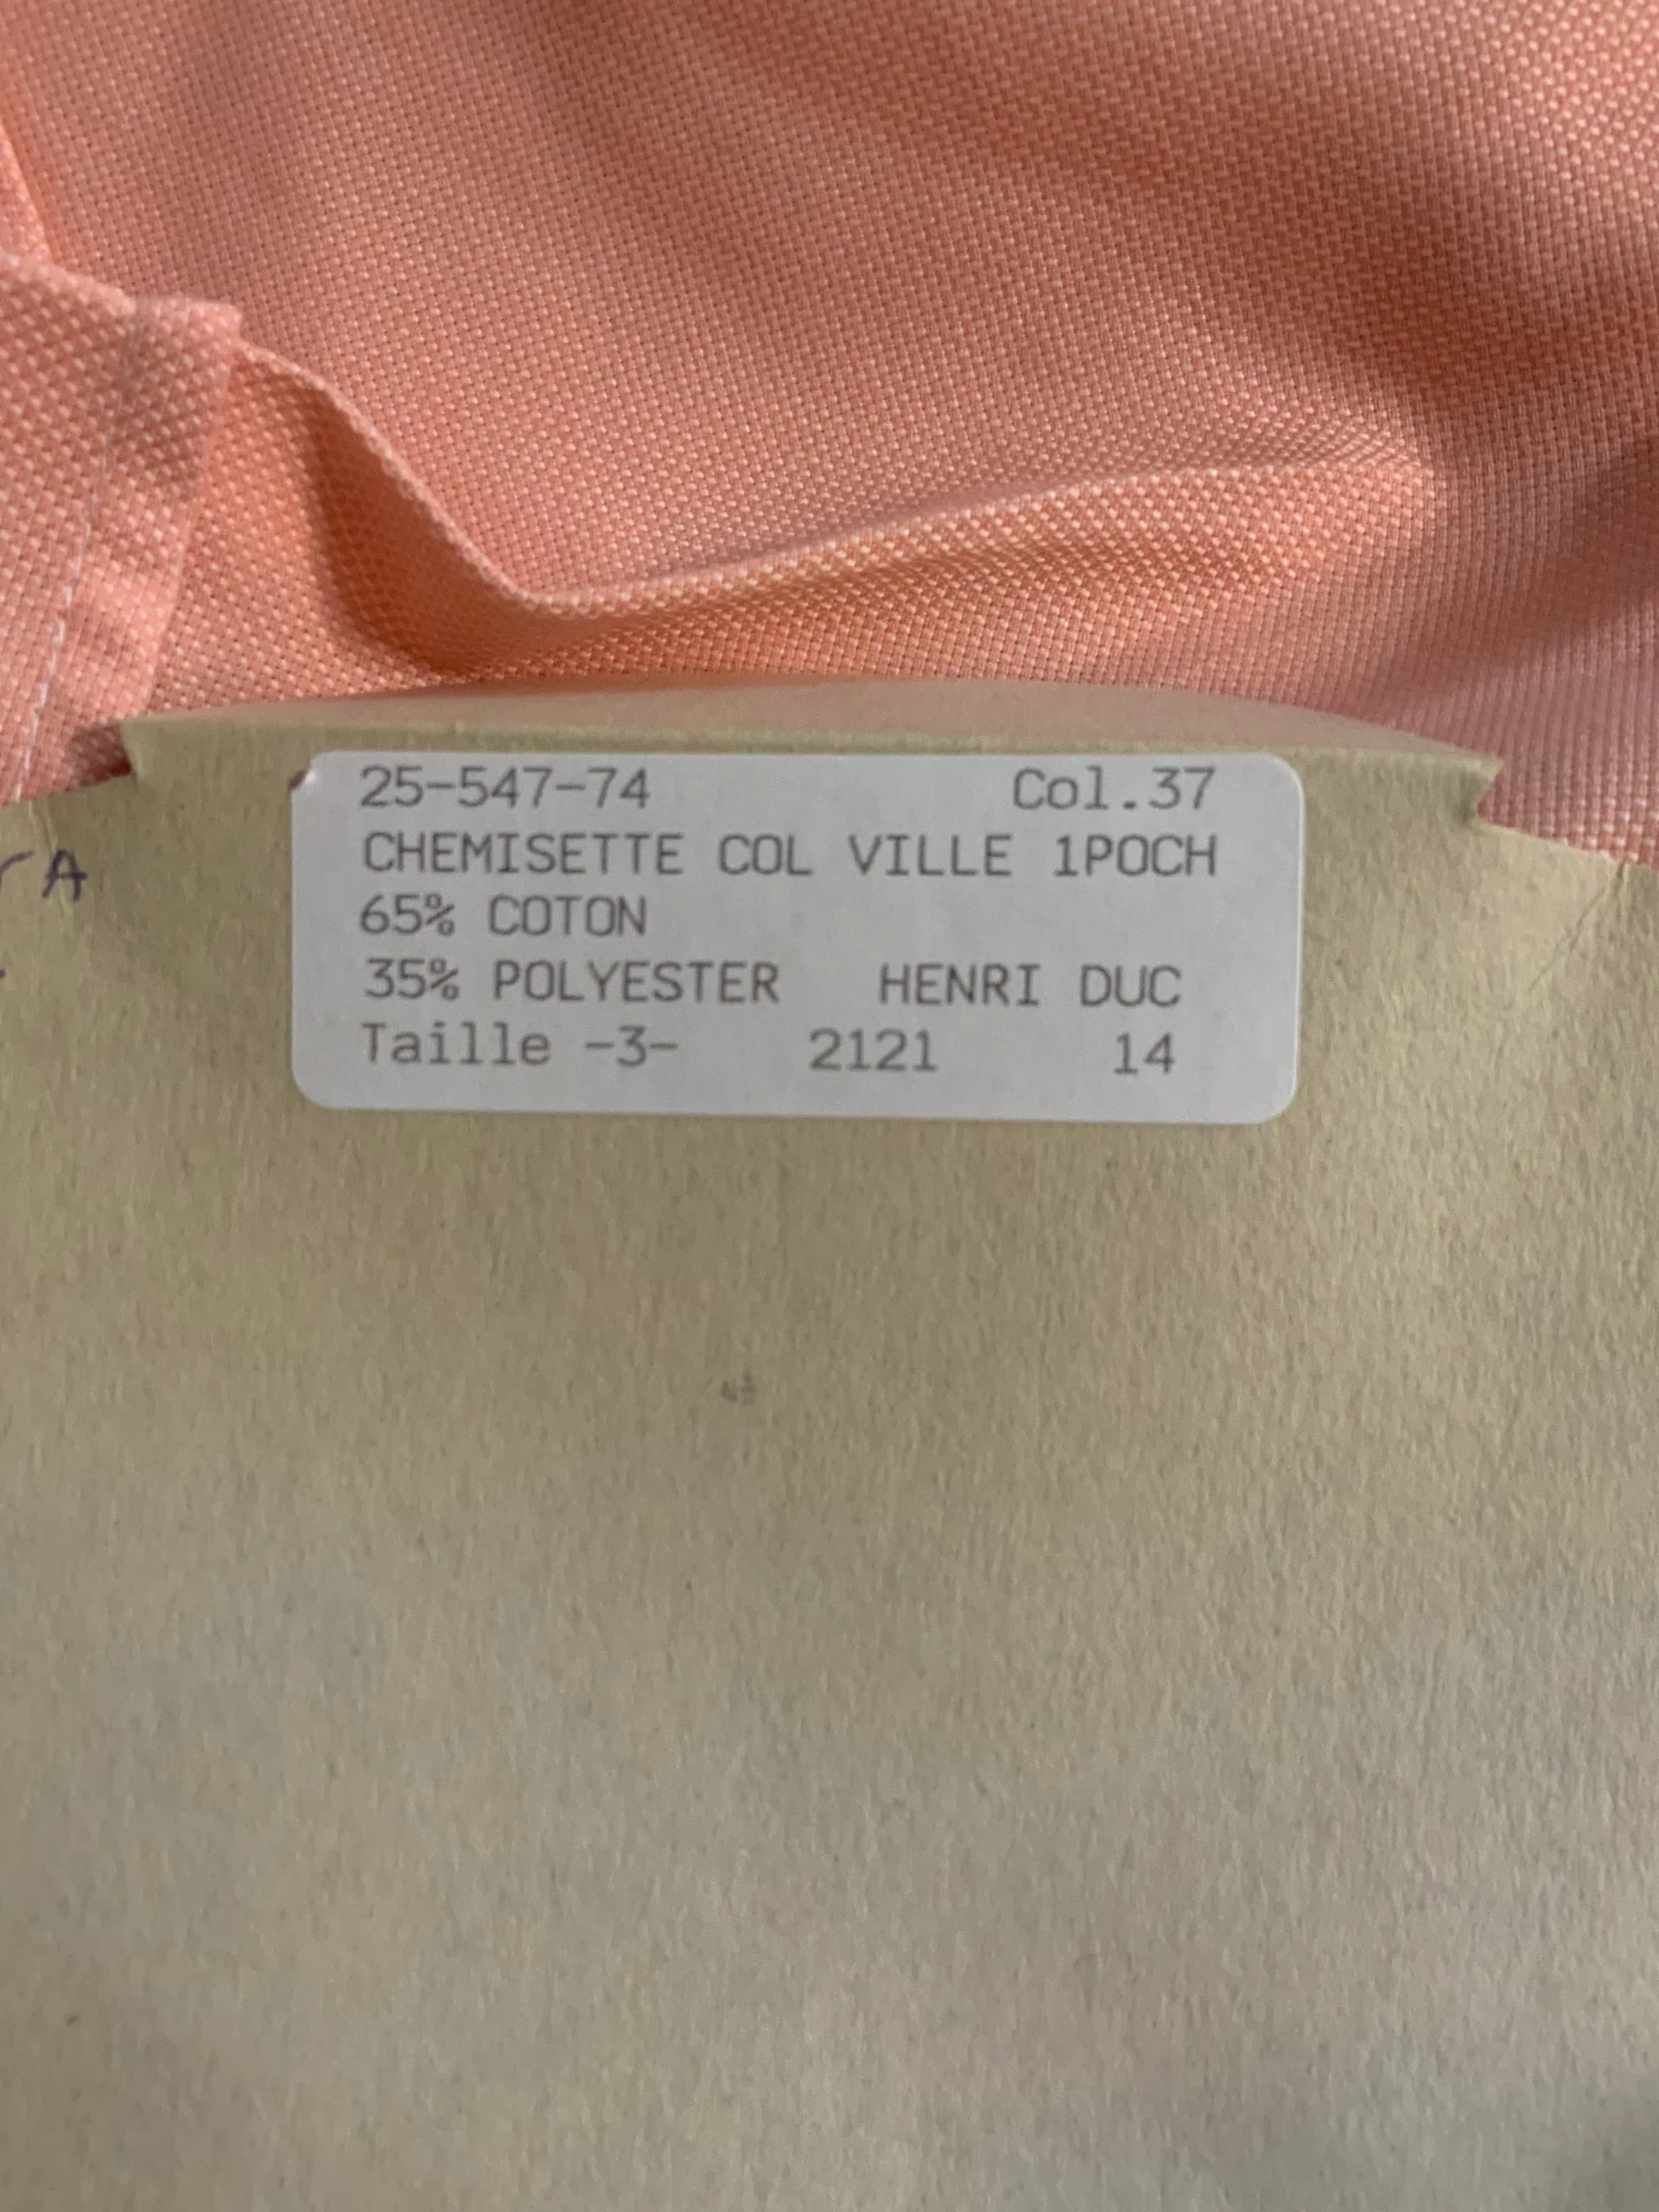 25-547-74 Col.37
CHEMISETTE COL VILLE 1POCH
65% COTON
35% POLYESTER HENRI DUC
Taille -3- 2121 14